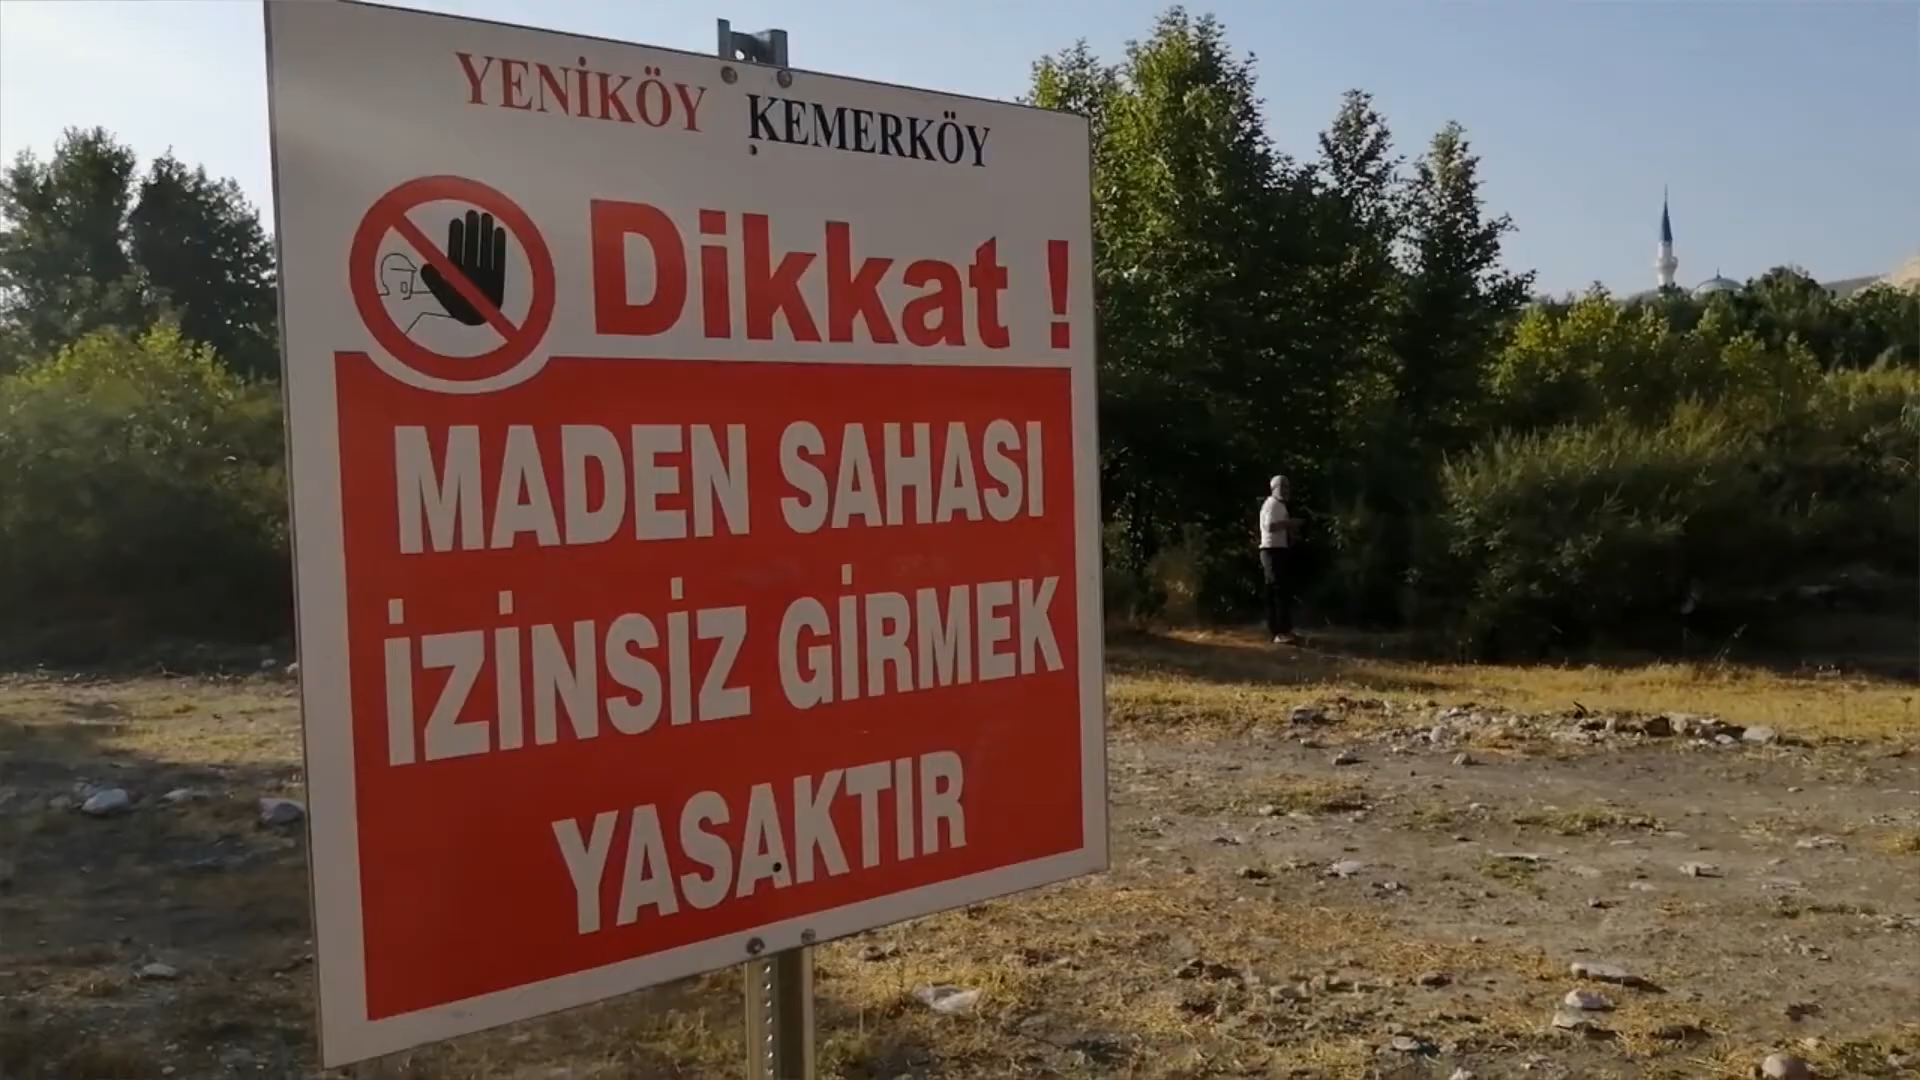 YENİKÖY KEMERKÖY
Dikkat !
MADEN SAHASI
İZİNSİZ GİRMEK
YASAKTIR